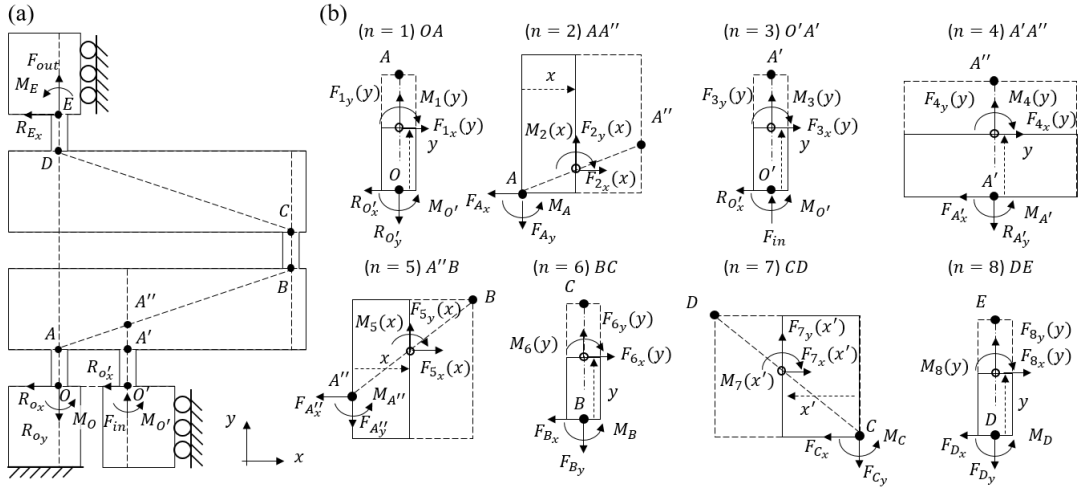 (a)
F_out
M_E
E
R_Ex
D
C
B
A''
A
A'
R_O'x
O
O'
R_Ox
M_O
F_in
M_O'
R_Oy
y
x
(b)
(n = 1) OA
A
F_1y(y)
M_1(y)
F_1x(y)
y
O
R_O'x
M_O'
R_O'y
(n = 2) AA''
x
A''
M_2(x)
F_2y(x)
F_2x(x)
A
F_Ax
M_A
F_Ay
(n = 3) O'A'
A'
F_3y(y)
M_3(y)
F_3x(y)
y
O'
R_O'x
M_O'
F_in
(n = 4) A'A''
A''
F_4y(y)
M_4(y)
F_4x(y)
y
A'
F_A'x
M_A'
R_A'y
(n = 5) A''B
B
M_5(x)
F_5y(x)
x
F_5x(x)
A''
F_A''x
M_A''
F_A''y
(n = 6) BC
C
F_6y(y)
M_6(y)
F_6x(y)
y
B
F_Bx
M_B
F_By
(n = 7) CD
D
F_7y(x')
F_7x(x')
M_7(x')
x'
C
M_C
F_Cx
F_Cy
(n = 8) DE
E
F_8y(y)
F_8x(y)
M_8(y)
y
D
F_Dx
M_D
F_Dy